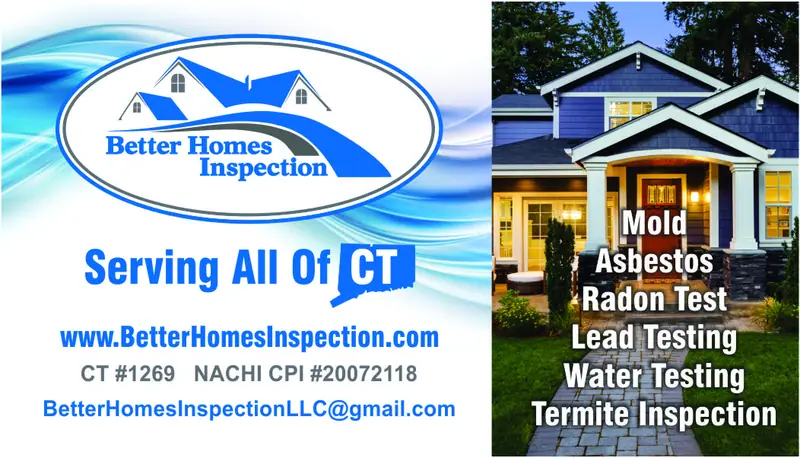 Better Homes
Inspection
Serving All Of CT
www.BetterHomesInspection.com
CT #1269 NACHI CPI #20072118
BetterHomesInspectionLLC@gmail.com
Mold
Asbestos
Radon Test
Lead Testing
Water Testing
Termite Inspection